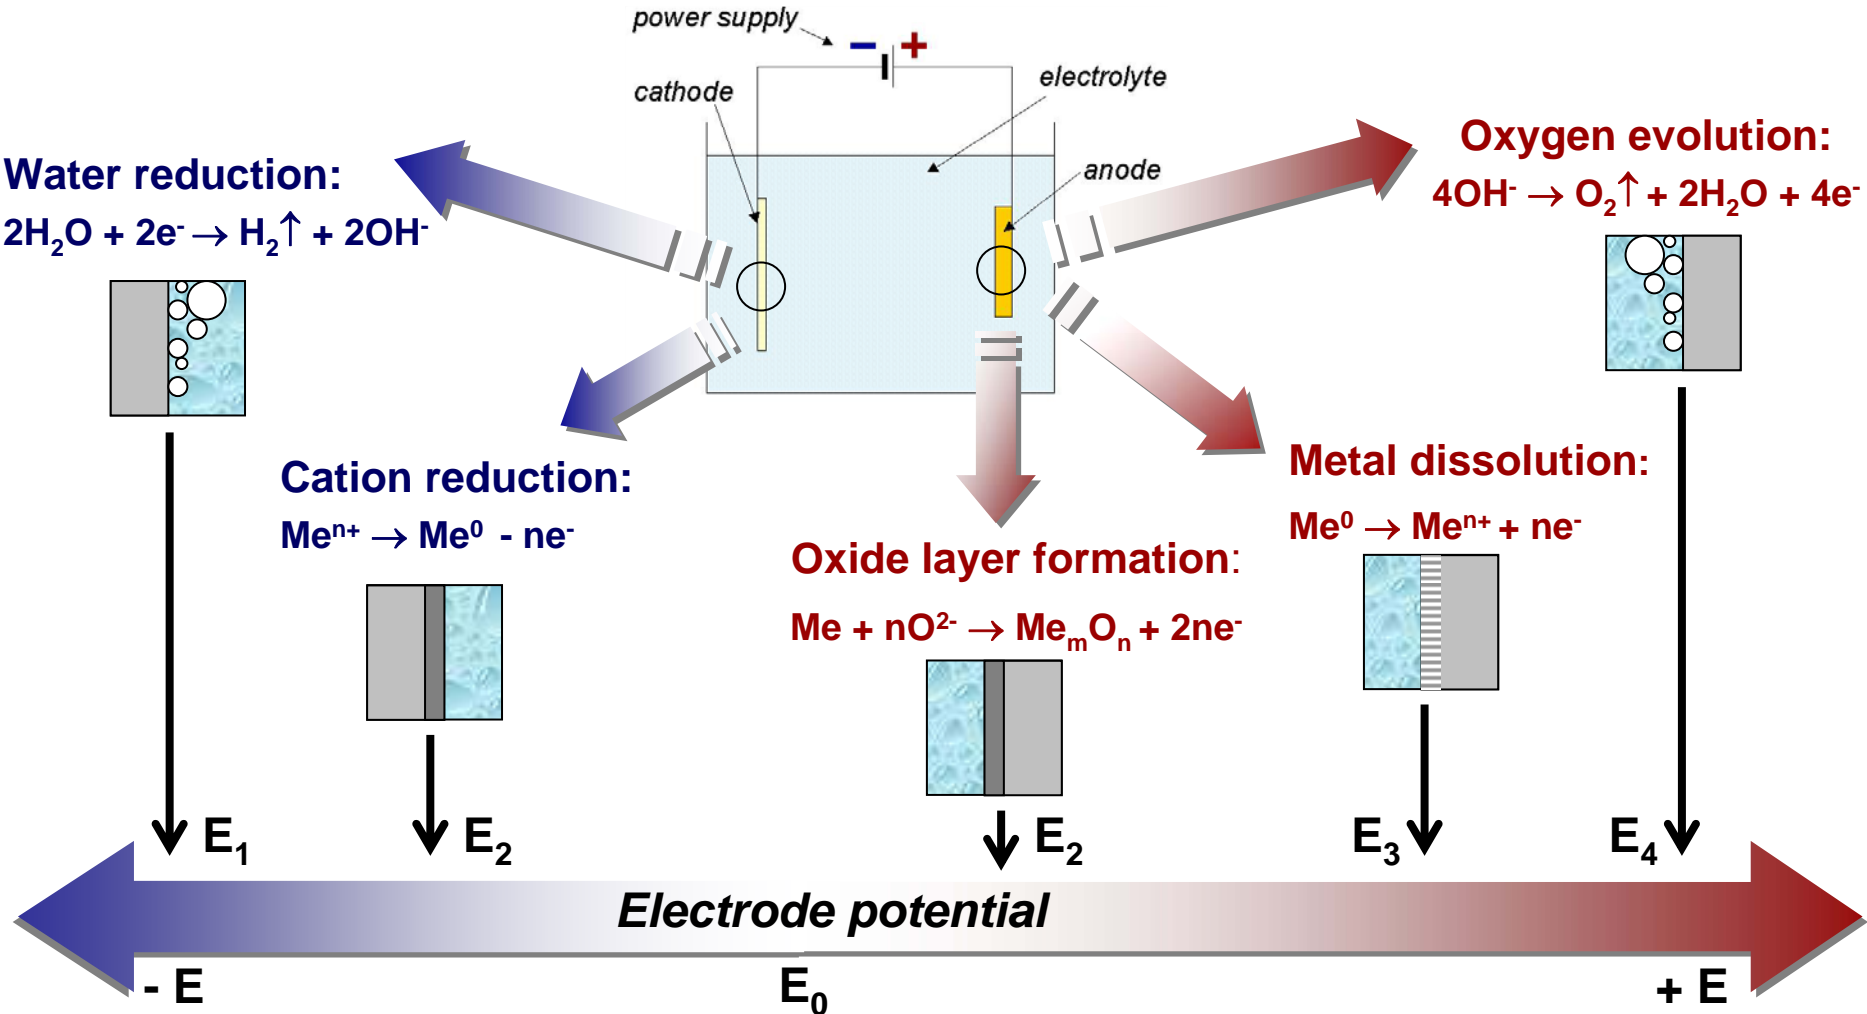 power supply
− +
cathode
electrolyte
anode
Water reduction:
2H₂O + 2e⁻ → H₂↑ + 2OH⁻
Oxygen evolution:
4OH⁻ → O₂↑ + 2H₂O + 4e⁻
Cation reduction:
Meⁿ⁺ → Me⁰ - ne⁻
Oxide layer formation:
Me + nO²⁻ → MeₘOₙ + 2ne⁻
Metal dissolution:
Me⁰ → Meⁿ⁺ + ne⁻
E₁ E₂ E₂ E₃ E₄
Electrode potential
- E E₀ + E